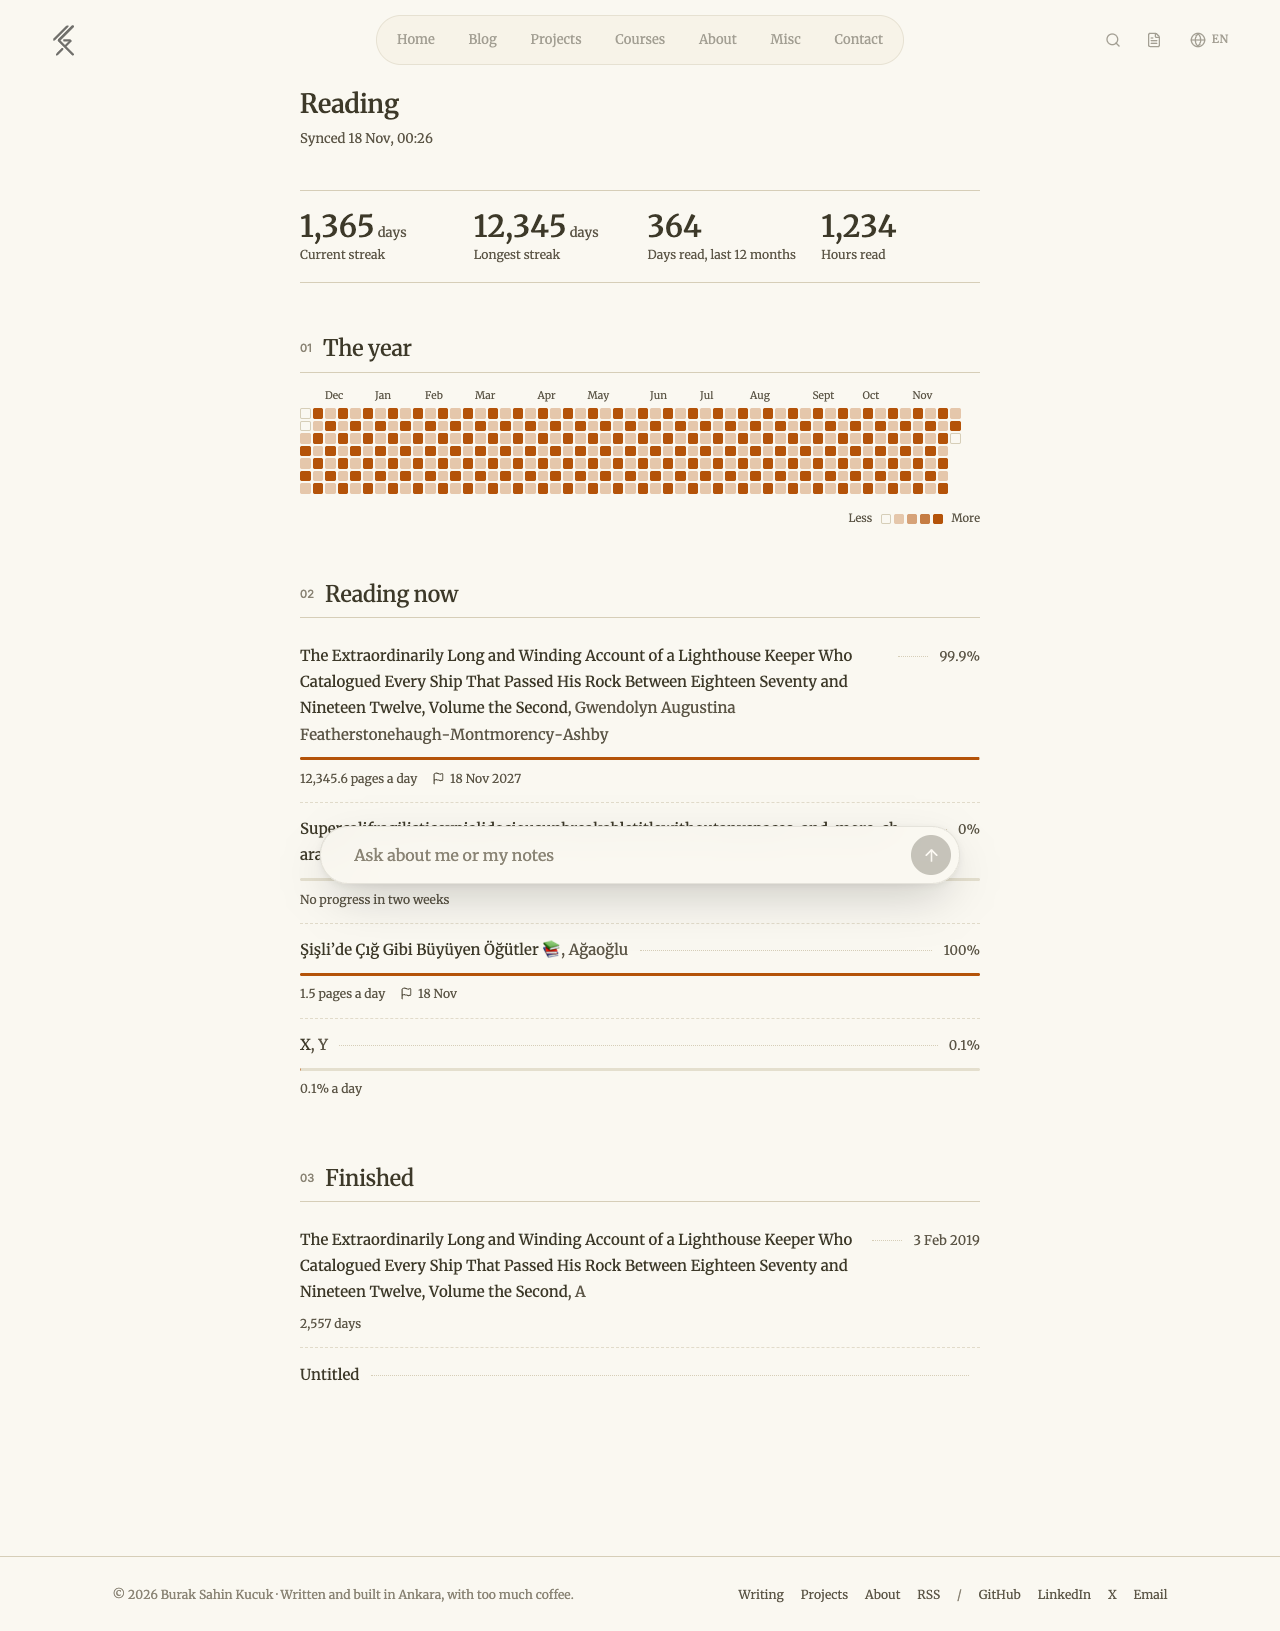 Home Blog Projects Courses About Misc Contact
EN
Reading
Synced 18 Nov, 00:26
1,365 days 12,345 days 364 1,234
Current streak Longest streak Days read, last 12 months Hours read
01 The year
Dec Jan Feb Mar Apr May Jun Jul Aug Sept Oct Nov
Less More
02 Reading now
The Extraordinarily Long and Winding Account of a Lighthouse Keeper Who 99.9%
Catalogued Every Ship That Passed His Rock Between Eighteen Seventy and
Nineteen Twelve, Volume the Second, Gwendolyn Augustina
Featherstonehaugh-Montmorency-Ashby
12,345.6 pages a day 18 Nov 2027
0%
Ask about me or my notes
No progress in two weeks
Şişli’de Çığ Gibi Büyüyen Öğütler 📚, Ağaoğlu 100%
1.5 pages a day 18 Nov
X, Y 0.1%
0.1% a day
03 Finished
The Extraordinarily Long and Winding Account of a Lighthouse Keeper Who 3 Feb 2019
Catalogued Every Ship That Passed His Rock Between Eighteen Seventy and
Nineteen Twelve, Volume the Second, A
2,557 days
Untitled
© 2026 Burak Sahin Kucuk · Written and built in Ankara, with too much coffee. Writing Projects About RSS / GitHub LinkedIn X Email